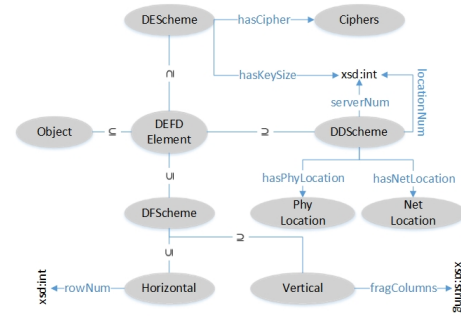 DEScheme
hasCipher
Ciphers
⊆
hasKeySize
xsd:int
locationNum
serverNum
Object
⊆
DEFD
Element
⊇
DDScheme
⊆
hasPhyLocation
hasNetLocation
DFScheme
Phy
Location
Net
Location
⊇
⊆
xsd:int
rowNum
Horizontal
Vertical
fragColumns
xsd:string